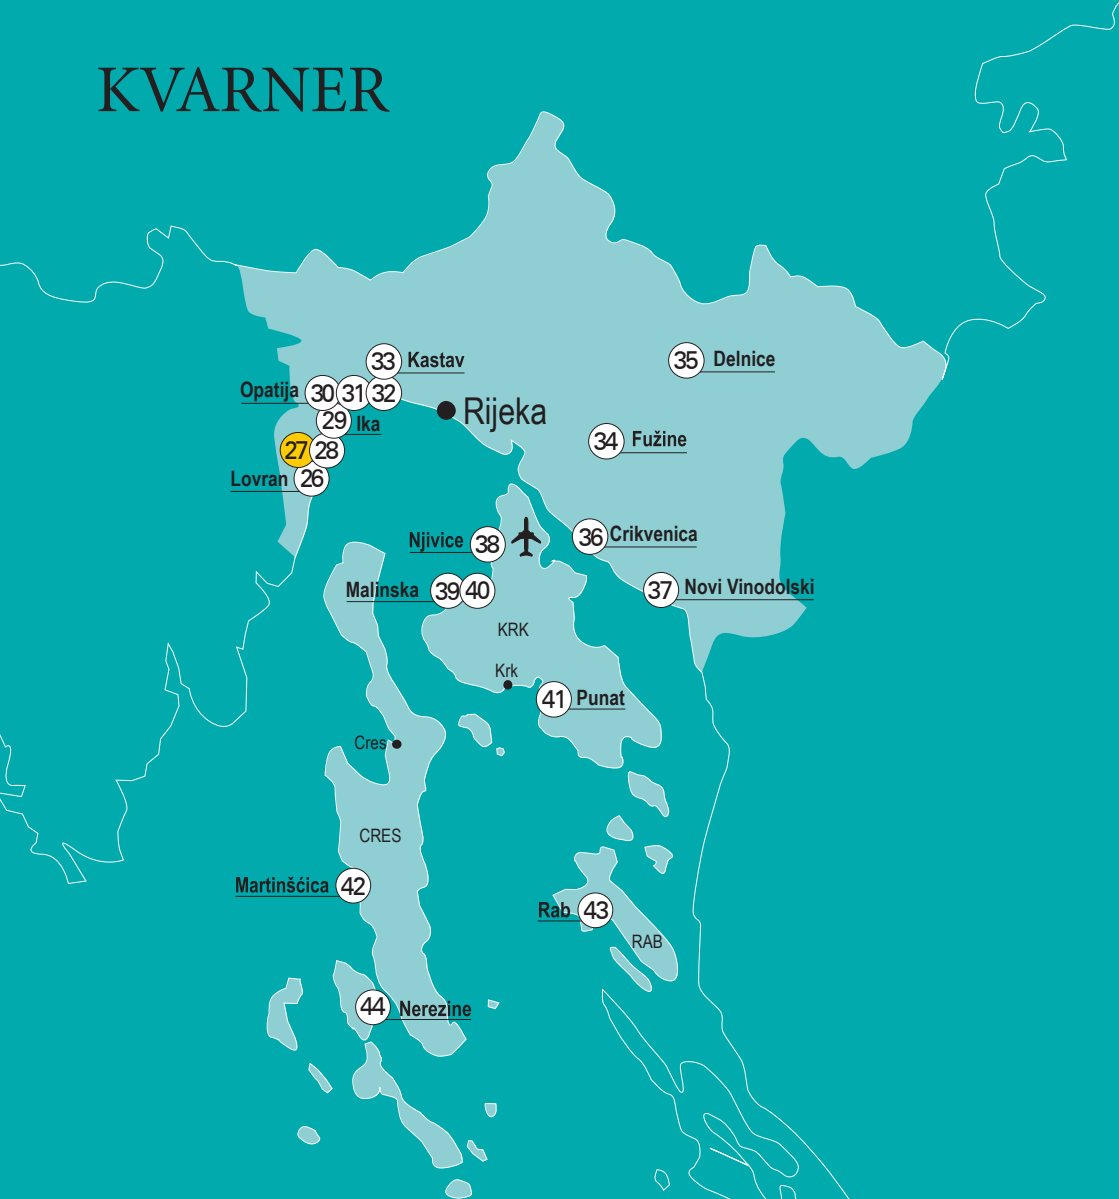 KVARNER
33 Kastav
35 Delnice
Opatija 30 31 32
Rijeka
29 Ika
34 Fužine
27 28
Lovran 26
36 Crikvenica
Njivice 38
Malinska 39 40
37 Novi Vinodolski
KRK
Krk
41 Punat
Cres
CRES
Martinšćica 42
Rab 43
RAB
44 Nerezine